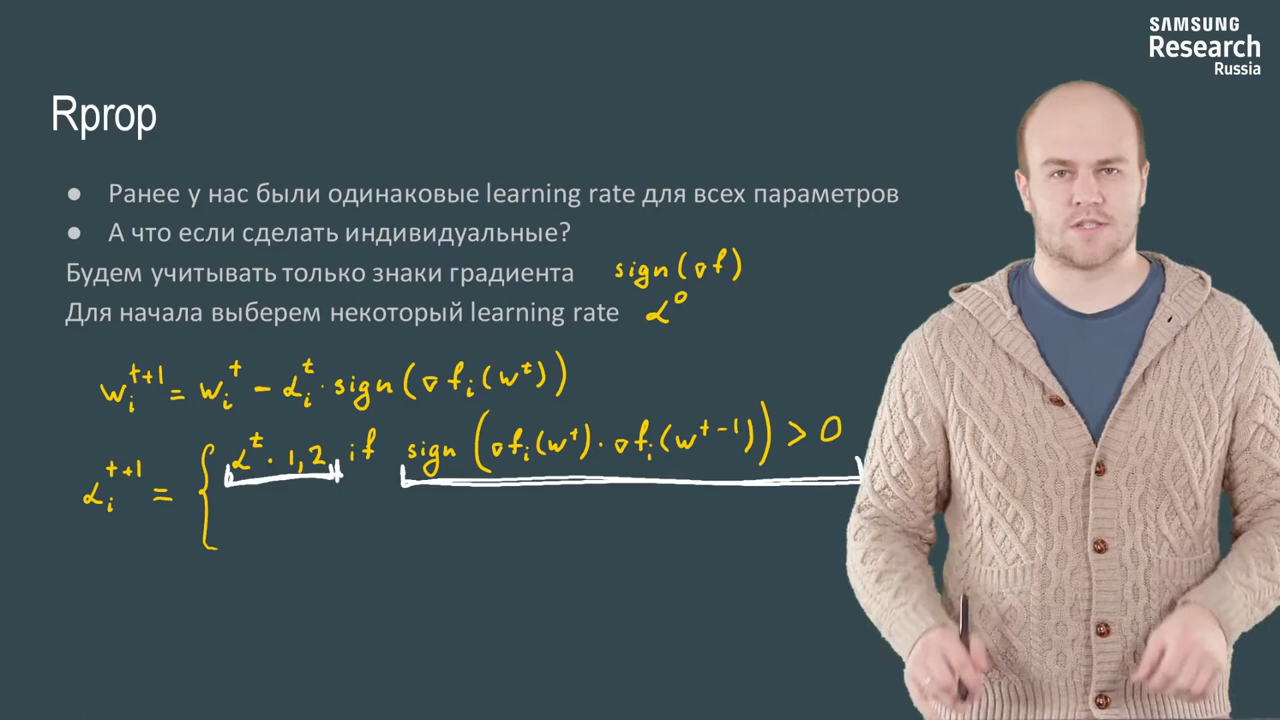 SAMSUNG
Research
Russia
Rprop
● Ранее у нас были одинаковые learning rate для всех параметров
● А что если сделать индивидуальные?
Будем учитывать только знаки градиента sign(∇f)
Для начала выберем некоторый learning rate α⁰
wᵢᵗ⁺¹ = wᵢᵗ - αᵢᵗ · sign(∇fᵢ(wᵗ))
αᵢᵗ⁺¹ = { αᵗ · 1,2 if sign(∇fᵢ(wᵗ) · ∇fᵢ(wᵗ⁻¹)) > 0